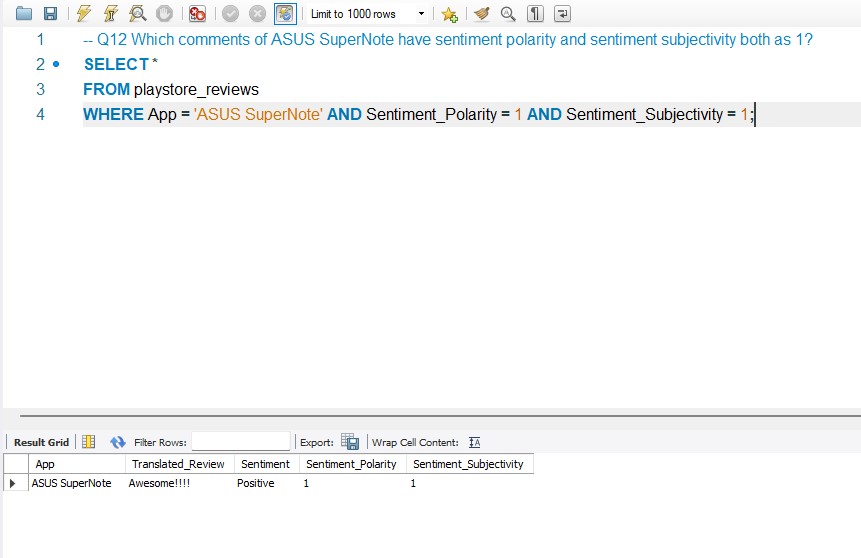 Limit to 1000 rows
1 -- Q12 Which comments of ASUS SuperNote have sentiment polarity and sentiment subjectivity both as 1?
2 SELECT *
3 FROM playstore_reviews
4 WHERE App = 'ASUS SuperNote' AND Sentiment_Polarity = 1 AND Sentiment_Subjectivity = 1;
Result Grid Filter Rows: Export: Wrap Cell Content: IA
App Translated_Review Sentiment Sentiment_Polarity Sentiment_Subjectivity
ASUS SuperNote Awesome!!!! Positive 1 1